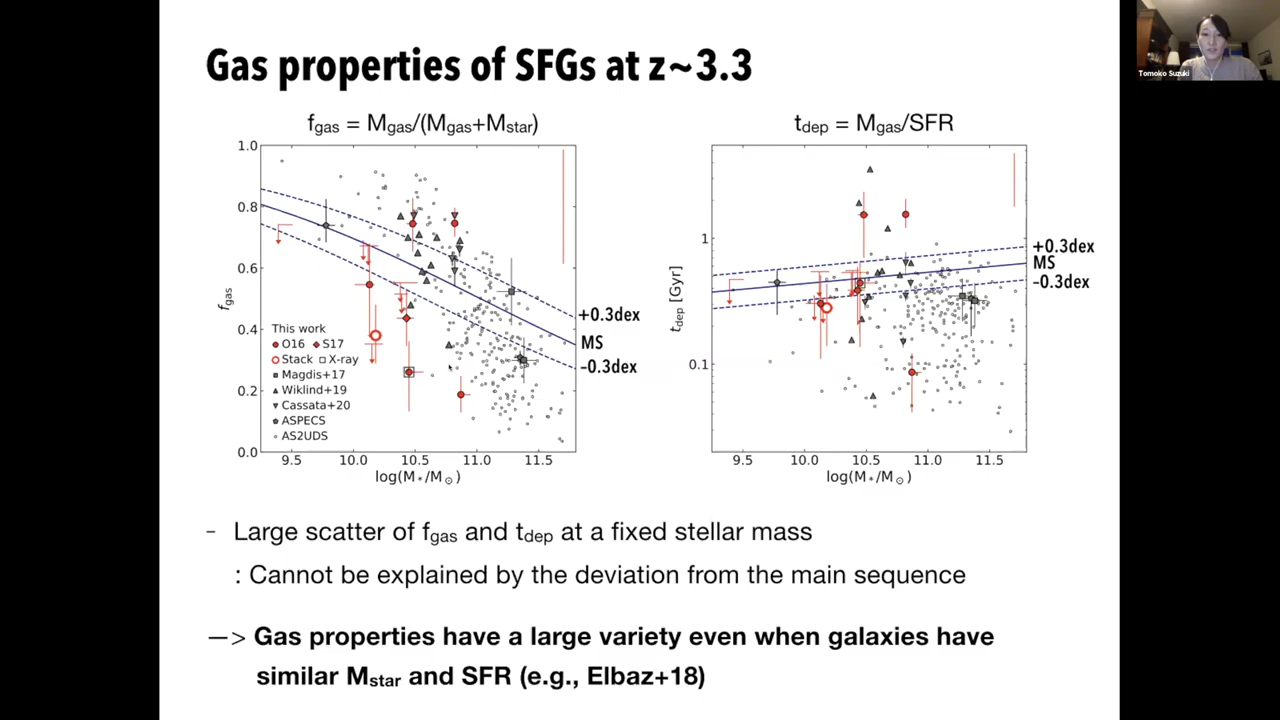 Gas properties of SFGs at z~3.3
Tomoko Suzuki
fgas = Mgas/(Mgas+Mstar)
tdep = Mgas/SFR
1.0
0.8
0.6
0.4
0.2
0.0
fgas
This work
O16 S17
Stack X-ray
Magdis+17
Wiklind+19
Cassata+20
ASPECS
AS2UDS
+0.3dex
MS
-0.3dex
9.5 10.0 10.5 11.0 11.5
log(M*/M☉)
1
0.1
tdep [Gyr]
+0.3dex
MS
-0.3dex
9.5 10.0 10.5 11.0 11.5
log(M*/M☉)
– Large scatter of fgas and tdep at a fixed stellar mass
: Cannot be explained by the deviation from the main sequence
—> Gas properties have a large variety even when galaxies have
similar Mstar and SFR (e.g., Elbaz+18)